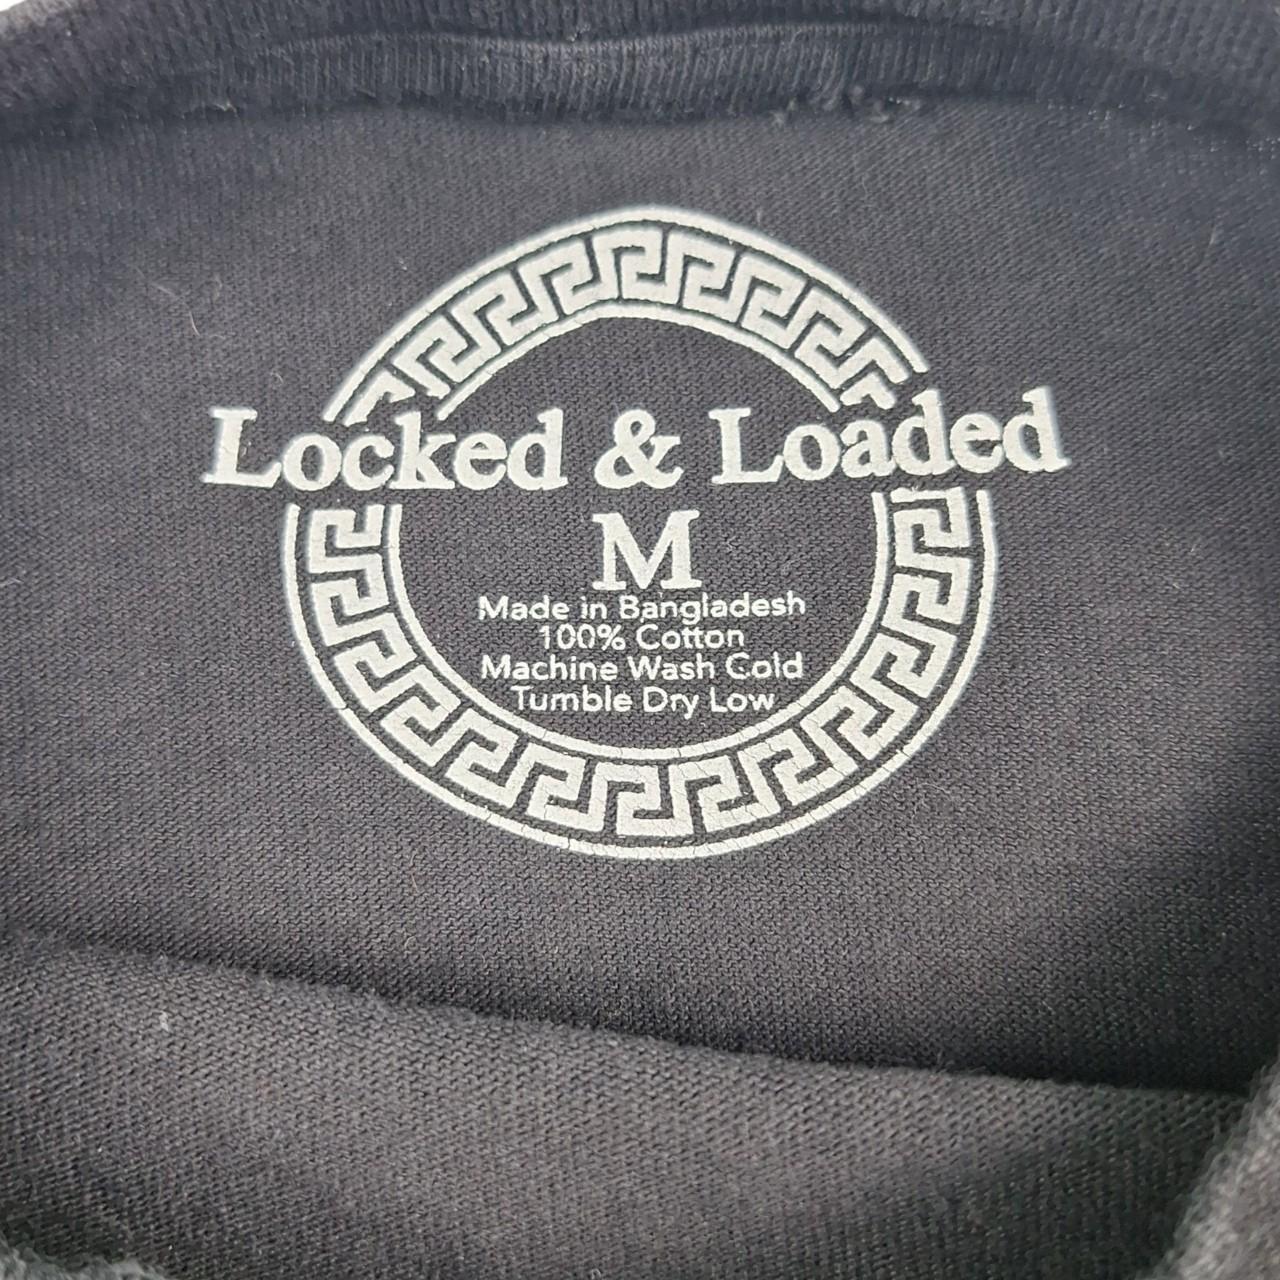 Locked & Loaded
M
Made in Bangladesh
100% Cotton
Machine Wash Cold
Tumble Dry Low